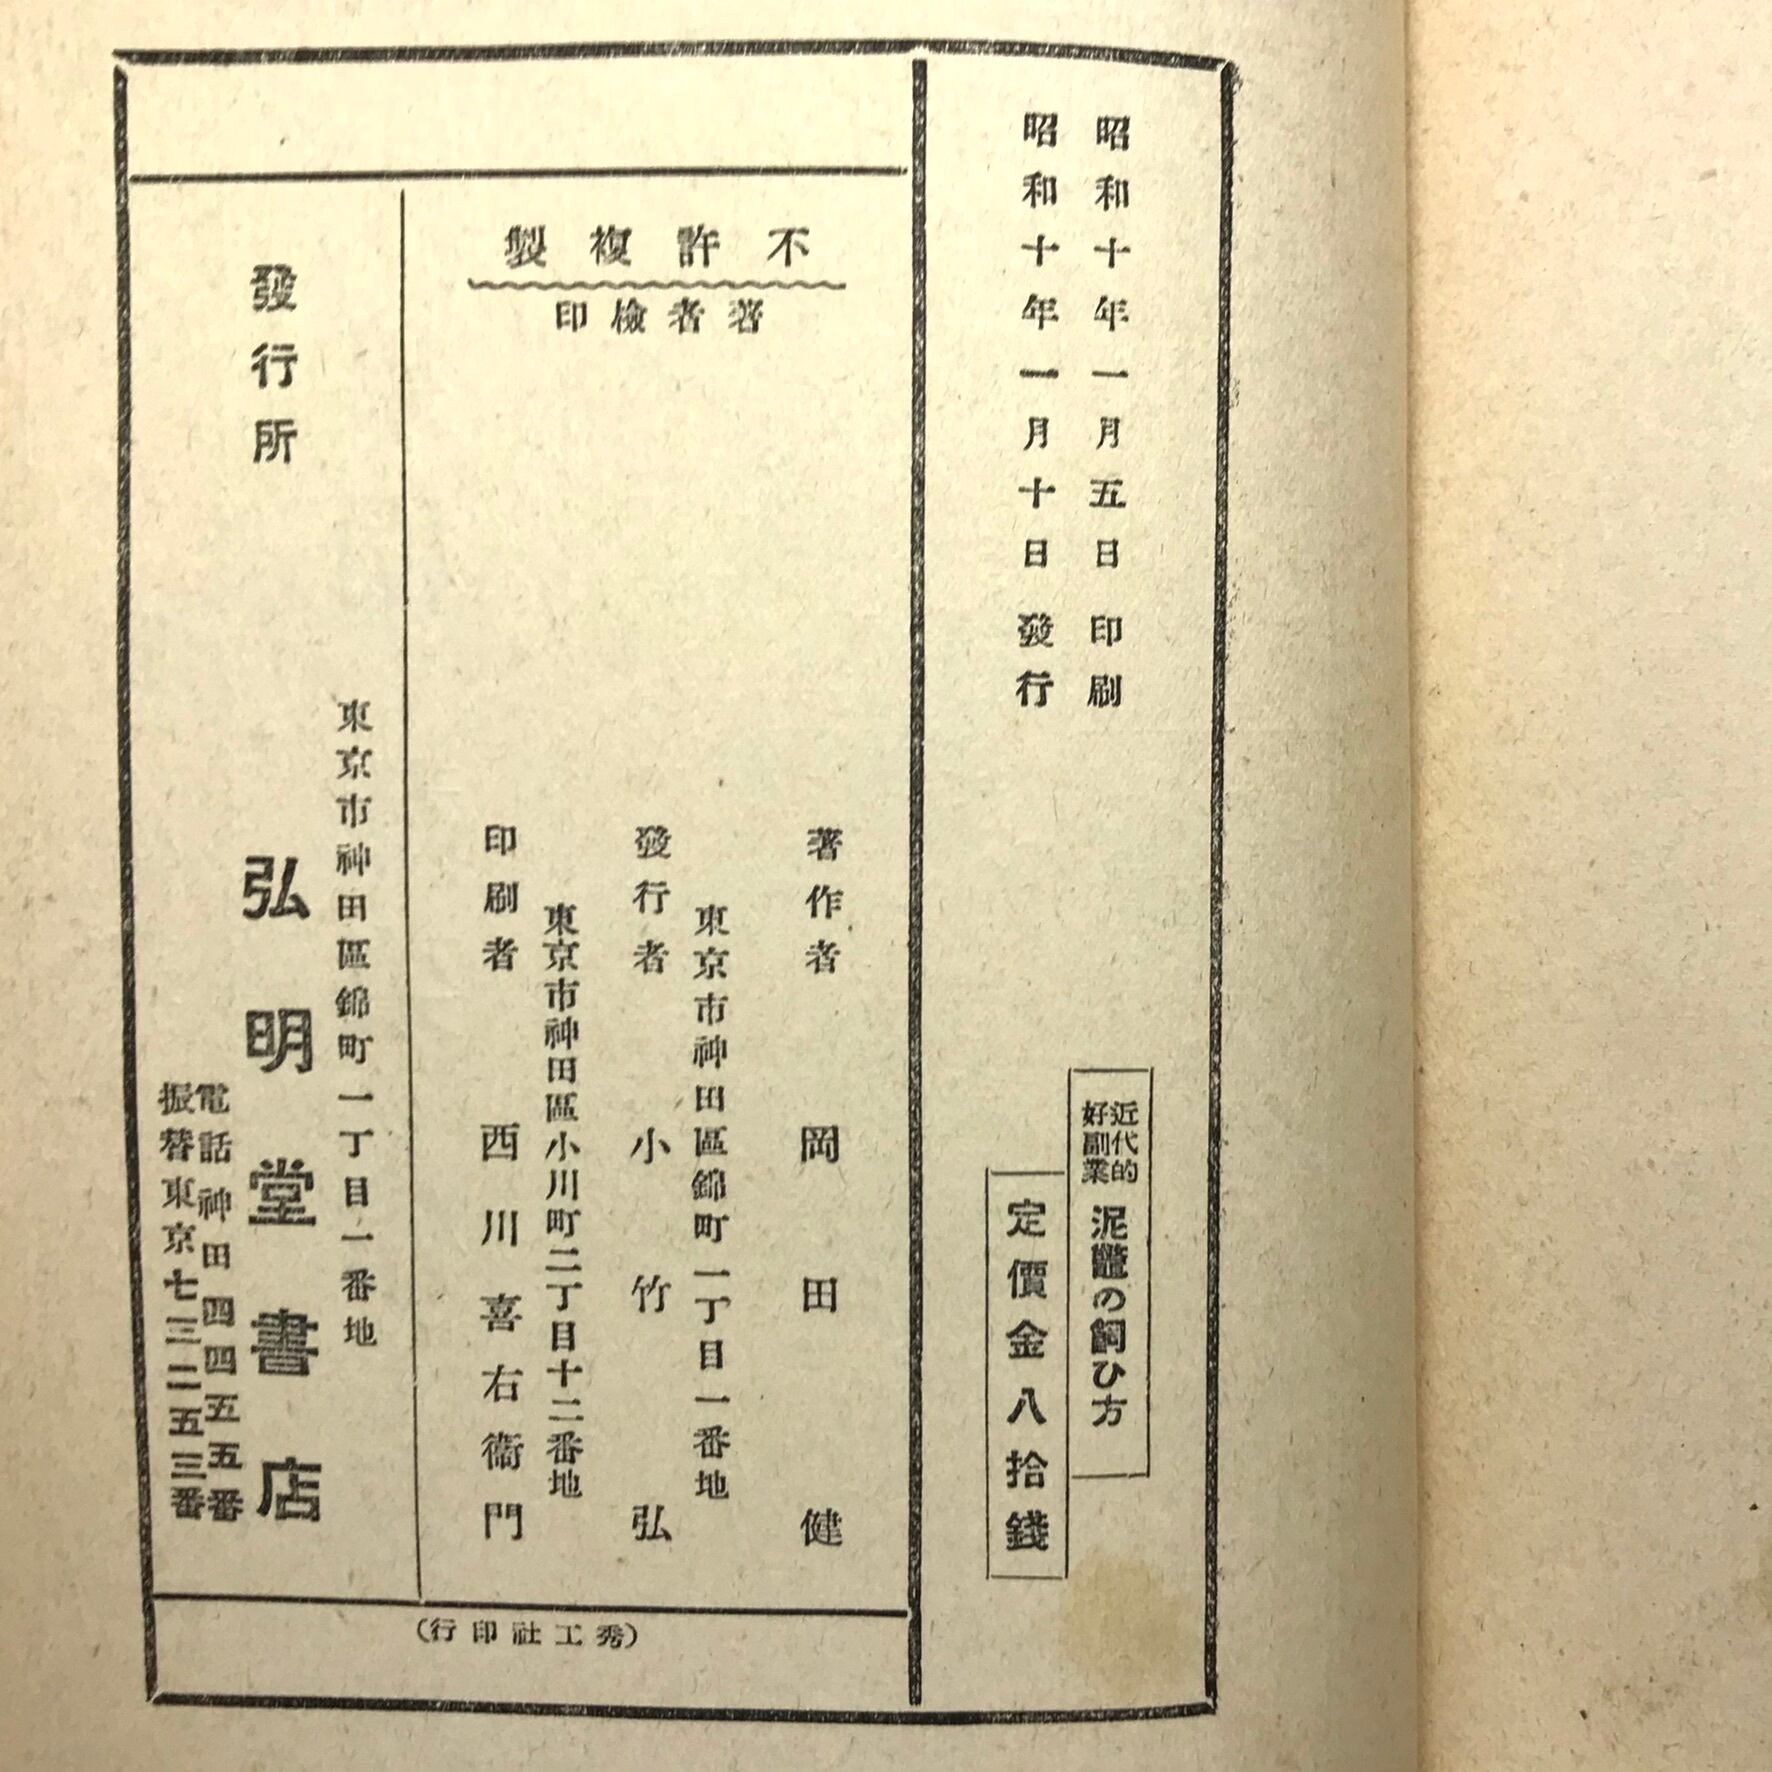 昭和十年一月五日印刷
昭和十年一月十日發行
近代的
好副業
泥鼈の飼ひ方
定價金八拾錢
不許複製
著者檢印
著作者 岡田健
東京市神田區錦町一丁目一番地
發行者 小竹弘
東京市神田區小川町二丁目十二番地
印刷者 西川喜右衞門
東京市神田區錦町一丁目一番地
發行所 弘明堂書店
電話神田四四五五番
振替東京七三二五三番
(秀工社印行)